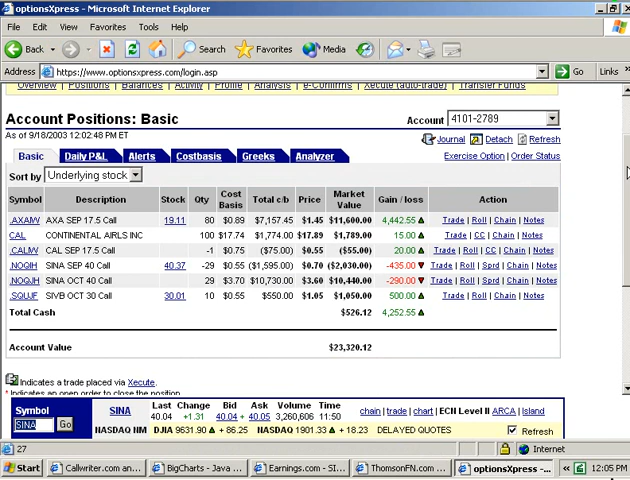 optionsXpress - Microsoft Internet Explorer
File Edit View Favorites Tools Help
Back Search Favorites Media
Address https://www.optionsxpress.com/login.asp Go Links »
Overview | Positions | Balances | Activity | Profile | Analysis | e-Confirms | Xecute (auto-trade) | Transfer Funds
Account Positions: Basic Account 4101-2789
As of 9/18/2003 12:02:48 PM ET
Journal Detach Refresh
Basic Daily P&L Alerts Costbasis Greeks Analyzer Exercise Option | Order Status
Sort by Underlying stock
Symbol Description Stock Qty Cost Basis Total c/b Price Market Value Gain / loss Action
.AXAIW AXA SEP 17.5 Call 19.11 80 $0.89 $7,157.45 $1.45 $11,600.00 4,442.55 Trade | Roll | Chain | Notes
CAL CONTINENTAL AIRLS INC 100 $17.74 $1,774.00 $17.89 $1,789.00 15.00 Trade | CC | Chain | Notes
.CALIW CAL SEP 17.5 Call -1 $0.75 ($75.00) $0.55 ($55.00) 20.00 Trade | Roll | CC | Chain | Notes
.NOQIH SINA SEP 40 Call 40.37 -29 $0.55 ($1,595.00) $0.70 ($2,030.00) -435.00 Trade | Roll | Sprd | Chain | Notes
.NOQJH SINA OCT 40 Call 29 $3.70 $10,730.00 $3.60 $10,440.00 -290.00 Trade | Roll | Sprd | Chain | Notes
.SQUJF SIVB OCT 30 Call 30.01 10 $0.55 $550.00 $1.05 $1,050.00 500.00 Trade | Roll | Chain | Notes
Total Cash $526.12 4,252.55
Account Value $23,320.12
Indicates a trade placed via Xecute.
* Indicates an open order to close the position.
Symbol SINA Last Change Bid Ask Volume Time chain | trade | chart | ECN Level II ARCA | Island
SINA Go 40.04 +1.31 40.04 + 40.05 3,260,606 11:50 Refresh
NASDAQ NM DJIA 9631.90 + 86.25 NASDAQ 1901.33 + 18.23 DELAYED QUOTES
27 Internet
Start Callwriter.com an... BigCharts - Java ... Earnings.com - SI... ThomsonFN.com ... optionsXpress -... « 12:05 PM